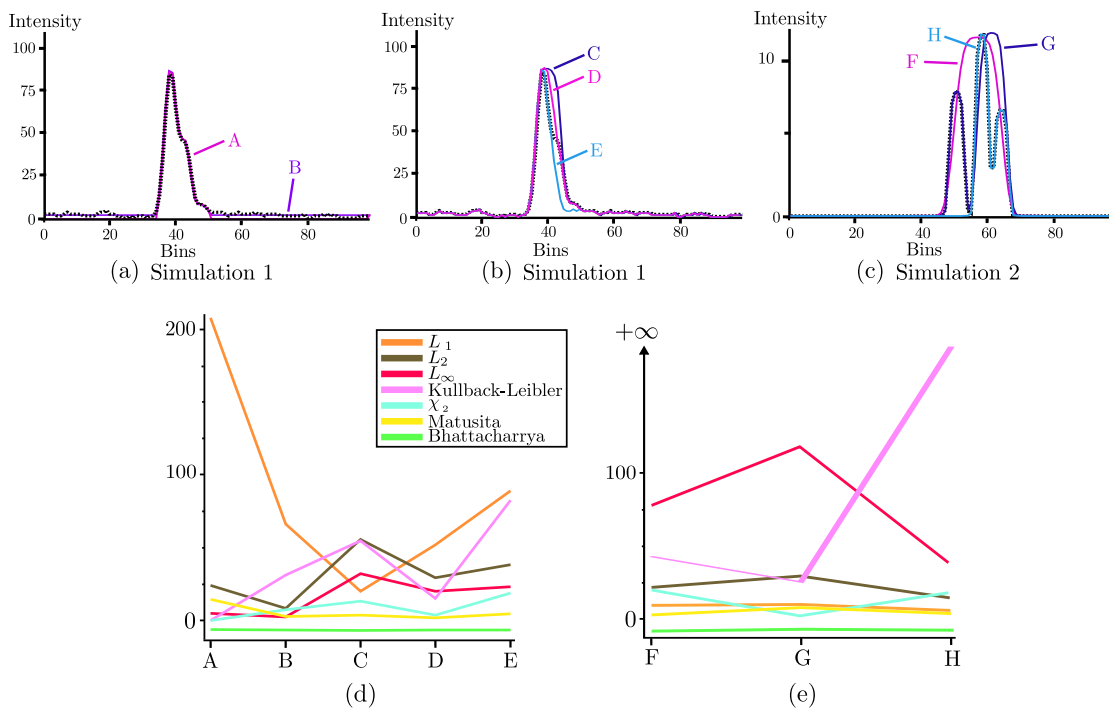 Intensity
100
75
50
25
0
A
B
0
20
40
60
80
Bins
(a) Simulation 1
Intensity
100
75
50
25
0
C
D
E
0
20
40
60
80
Bins
(b) Simulation 1
Intensity
10
0
F
H
G
0
20
40
60
80
Bins
(c) Simulation 2
200
100
0
L 1
L2
L∞
Kullback-Leibler
χ 2
Matusita
Bhattacharrya
A B C D E
(d)
+∞
100
0
F G H
(e)